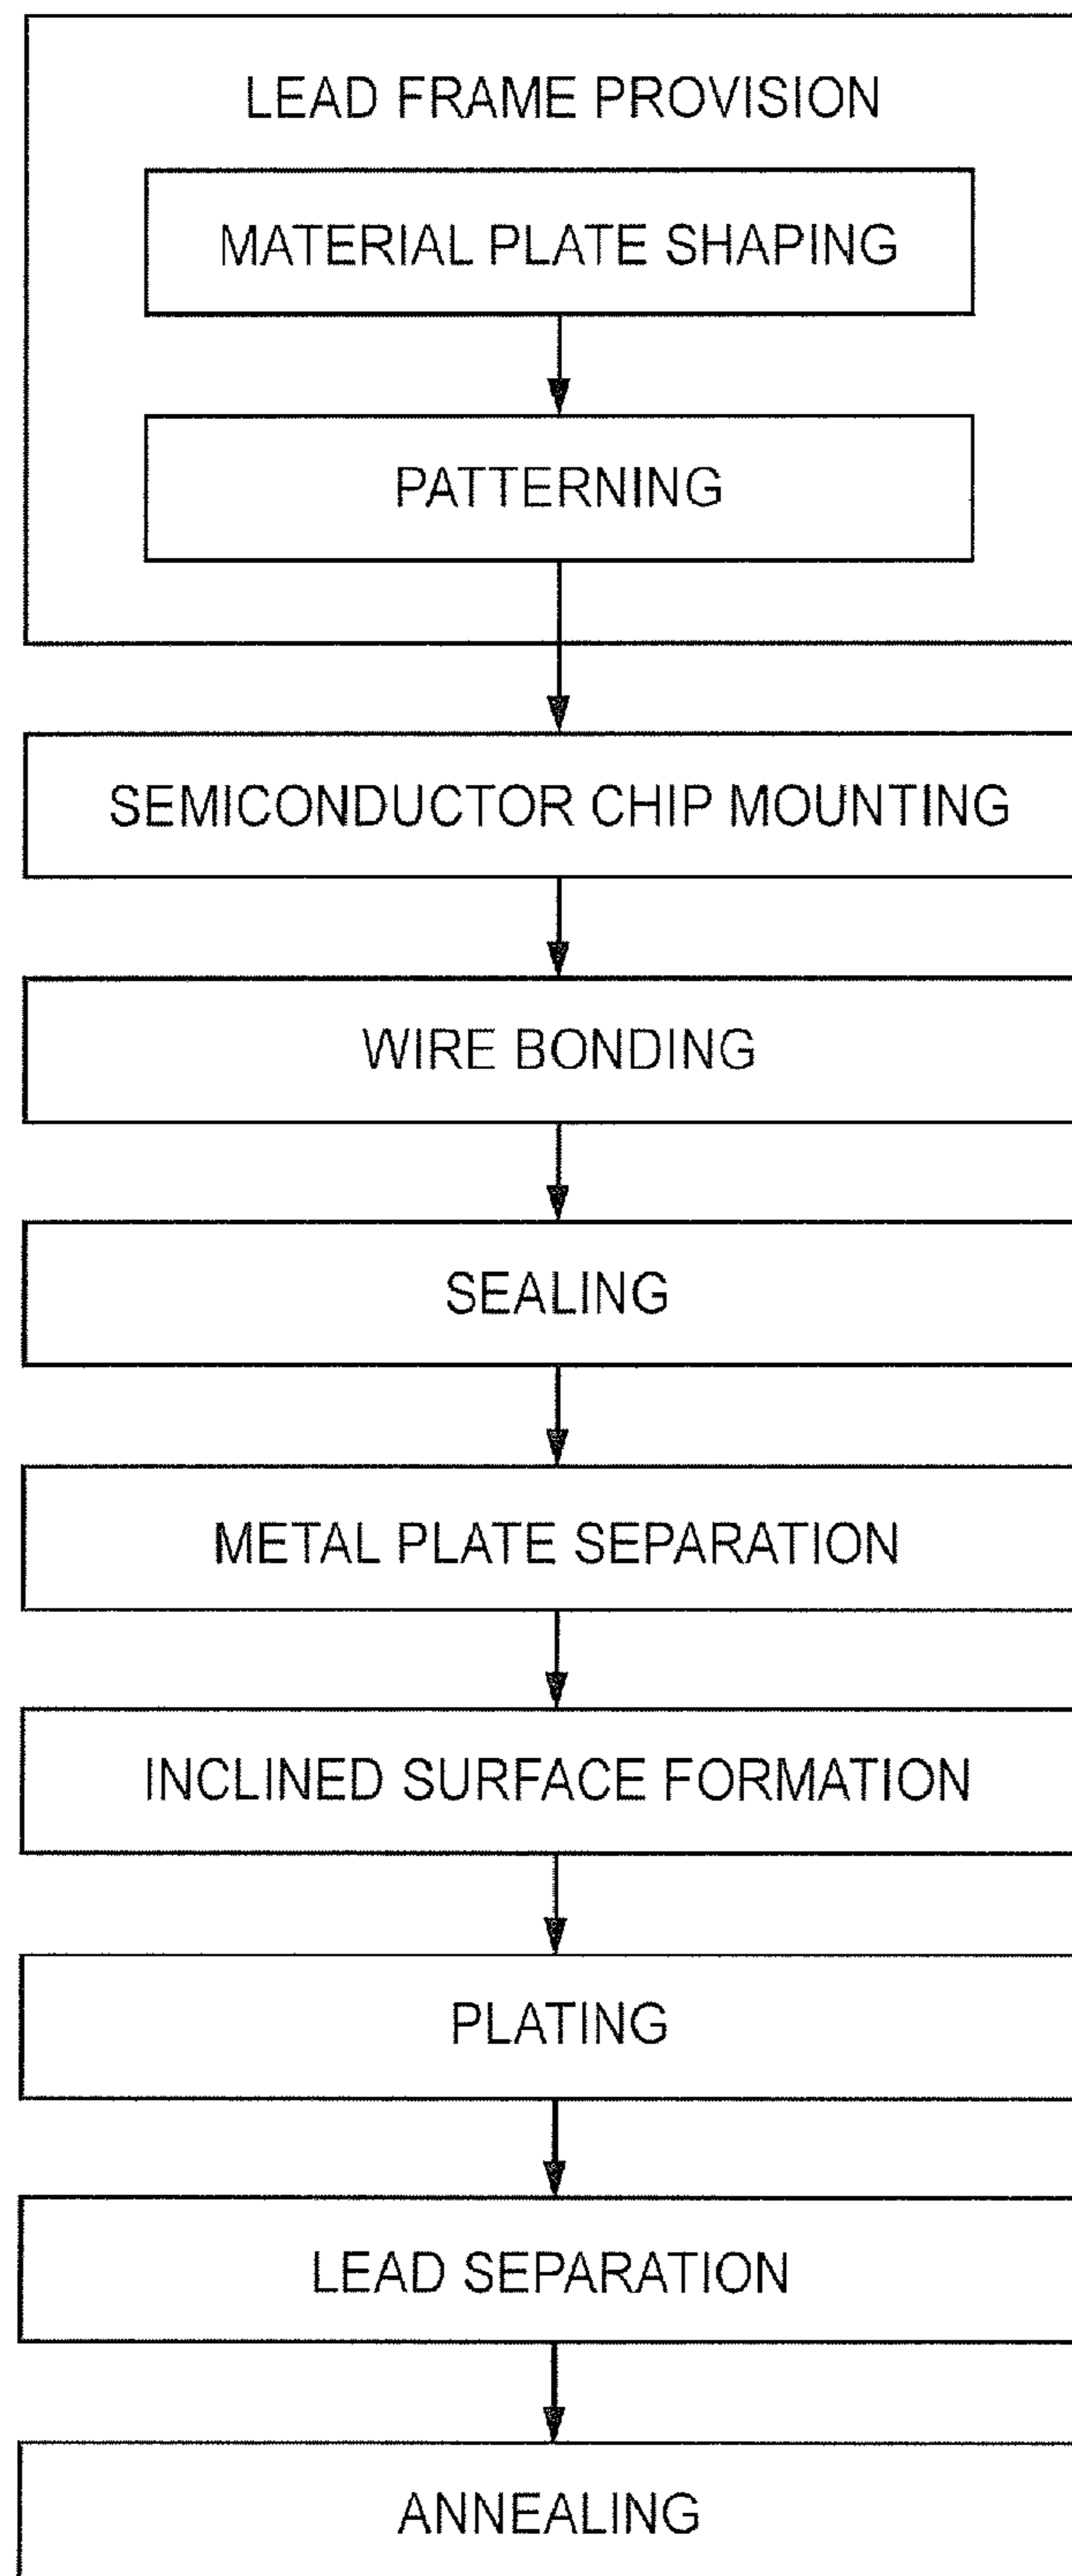 LEAD FRAME PROVISION
MATERIAL PLATE SHAPING
PATTERNING
SEMICONDUCTOR CHIP MOUNTING
WIRE BONDING
SEALING
METAL PLATE SEPARATION
INCLINED SURFACE FORMATION
PLATING
LEAD SEPARATION
ANNEALING